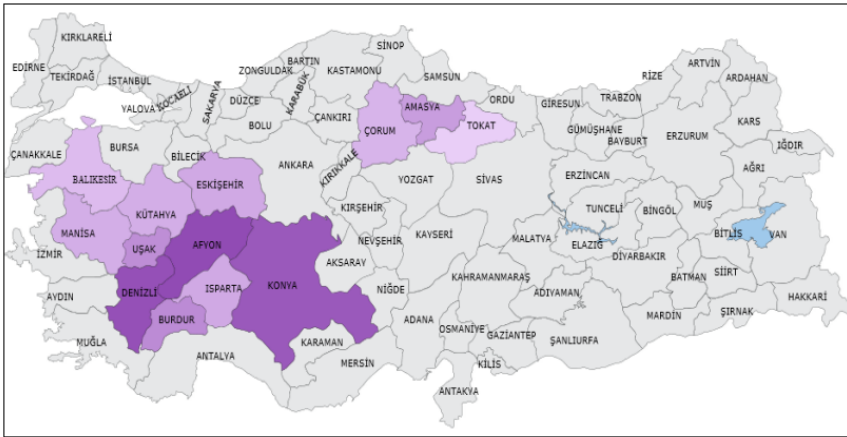 KIRKLARELİ
EDİRNE
TEKİRDAĞ
İSTANBUL
YALOVA
KOCAELİ
SAKARYA
DÜZCE
ZONGULDAK
BARTIN
KARABÜK
KASTAMONU
SİNOP
SAMSUN
ORDU
GİRESUN
TRABZON
RİZE
ARTVİN
ARDAHAN
KARS
IĞDIR
AĞRI
ERZURUM
BAYBURT
GÜMÜŞHANE
ERZİNCAN
TOKAT
AMASYA
ÇORUM
ÇANKIRI
BOLU
BİLECİK
BURSA
ÇANAKKALE
BALIKESİR
KÜTAHYA
ESKİŞEHİR
ANKARA
KIRIKKALE
YOZGAT
SİVAS
TUNCELİ
BİNGÖL
MUŞ
BİTLİS
VAN
HAKKARİ
ŞIRNAK
SİİRT
BATMAN
MARDİN
DİYARBAKIR
ELAZIĞ
MALATYA
ADIYAMAN
ŞANLIURFA
GAZİANTEP
KİLİS
KAHRAMANMARAŞ
OSMANİYE
ANTAKYA
ADANA
KAYSERİ
KIRŞEHİR
NEVŞEHİR
AKSARAY
NİĞDE
MERSİN
KARAMAN
KONYA
ANTALYA
ISPARTA
BURDUR
AFYON
UŞAK
DENİZLİ
MANİSA
İZMİR
AYDIN
MUĞLA